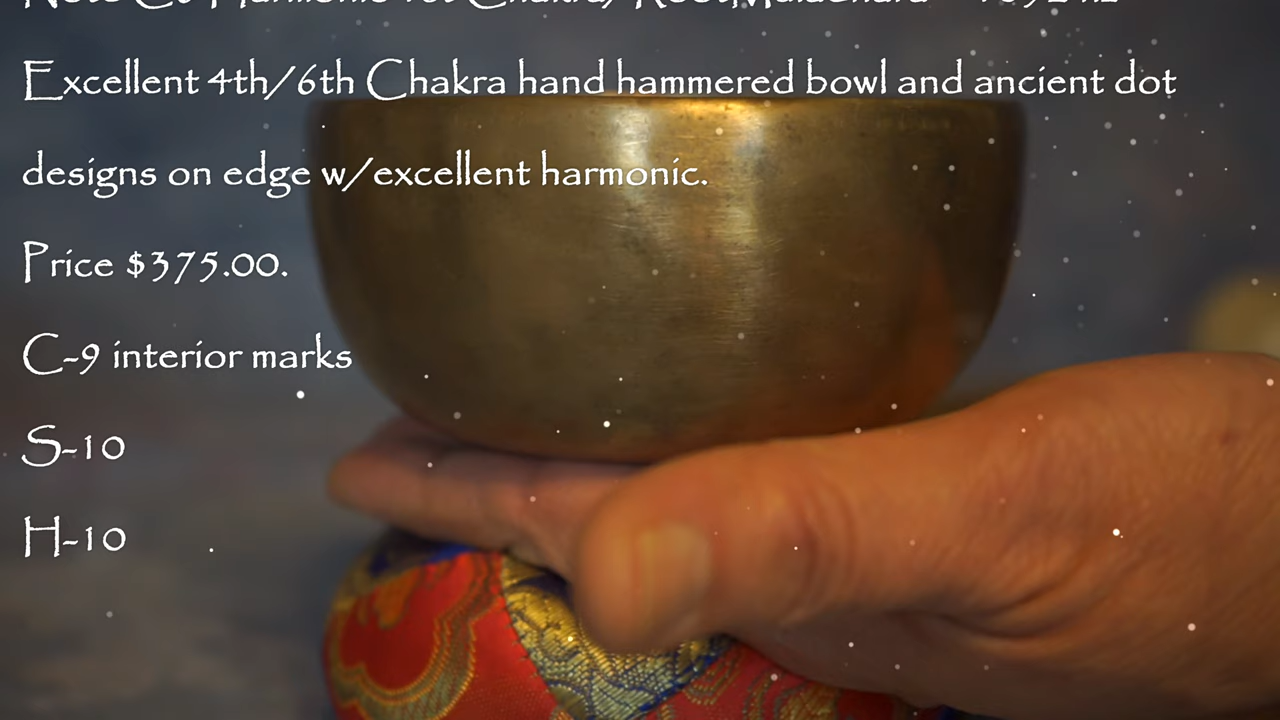 Excellent 4th/6th Chakra hand hammered bowl and ancient dot
designs on edge w/excellent harmonic.
Price $375.00.
C-9 interior marks
S-10
H-10